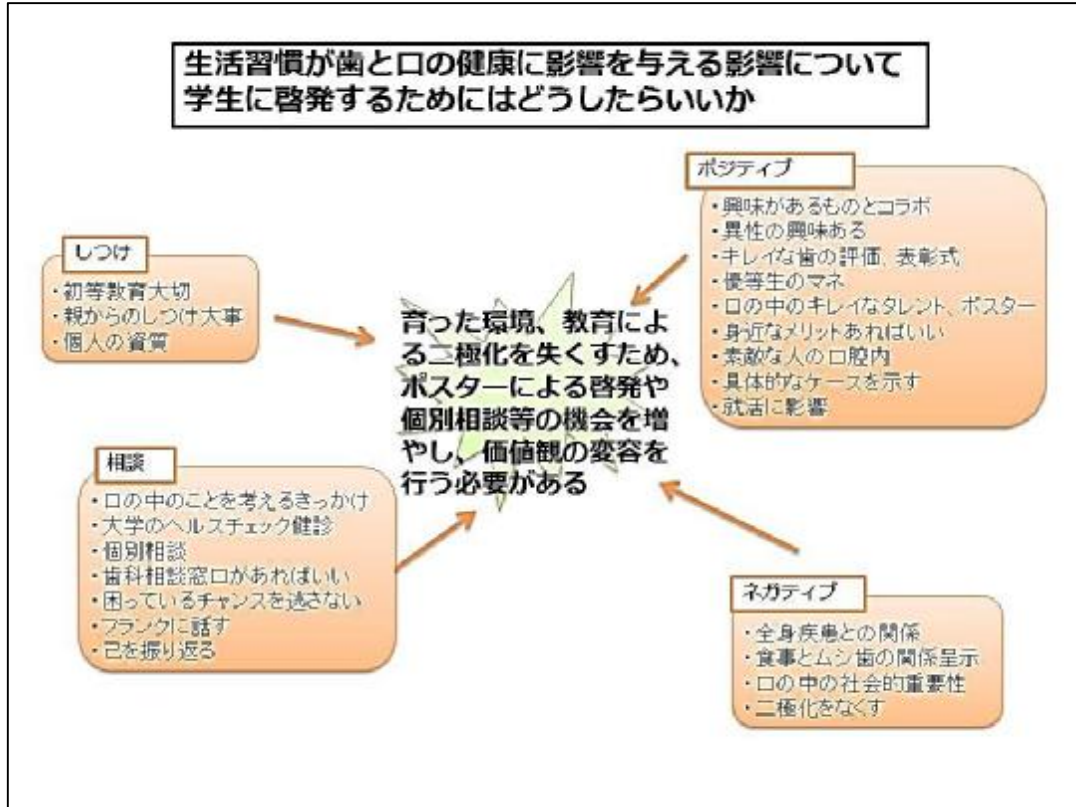 生活習慣が歯と口の健康に影響を与える影響について
学生に啓発するためにはどうしたらいいか
しつけ
・初等教育大切
・親からのしつけ大事
・個人の資質
ポジティブ
・興味があるものとコラボ
・異性の興味ある
・キレイな歯の評価、表彰式
・優等生のマネ
・口の中のキレイなタレント、ポスター
・身近なメリットあればいい
・素敵な人の口腔内
・具体的なケースを示す
・就活に影響
育った環境、教育によ
る二極化を失くすため、
ポスターによる啓発や
個別相談等の機会を増
やし、価値観の変容を
行う必要がある
相談
・口の中のことを考えるきっかけ
・大学のヘルスチェック健診
・個別相談
・歯科相談窓口があればいい
・困っているチャンスを逃さない
・フランクに話す
・己を振り返る
ネガティブ
・全身疾患との関係
・食事とムシ歯の関係呈示
・口の中の社会的重要性
・二極化をなくす